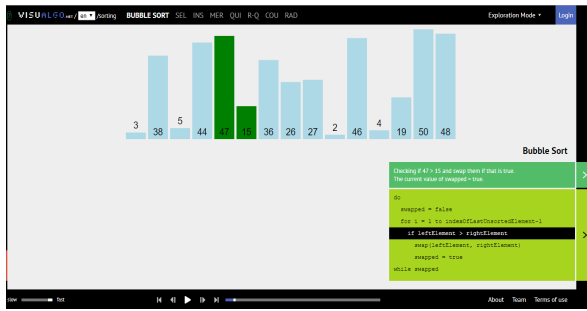 VISUALGO.net / en /sorting BUBBLE SORT SEL INS MER QUI R-Q COU RAD Exploration Mode Login
3 38 5 44 47 15 36 26 27 2 46 4 19 50 48
Bubble Sort
Checking if 47 > 15 and swap them if that is true.
The current value of swapped = true.
do
swapped = false
for i = 1 to indexOfLastUnsortedElement-1
if leftElement > rightElement
swap(leftElement, rightElement)
swapped = true
while swapped
slow fast About Team Terms of use